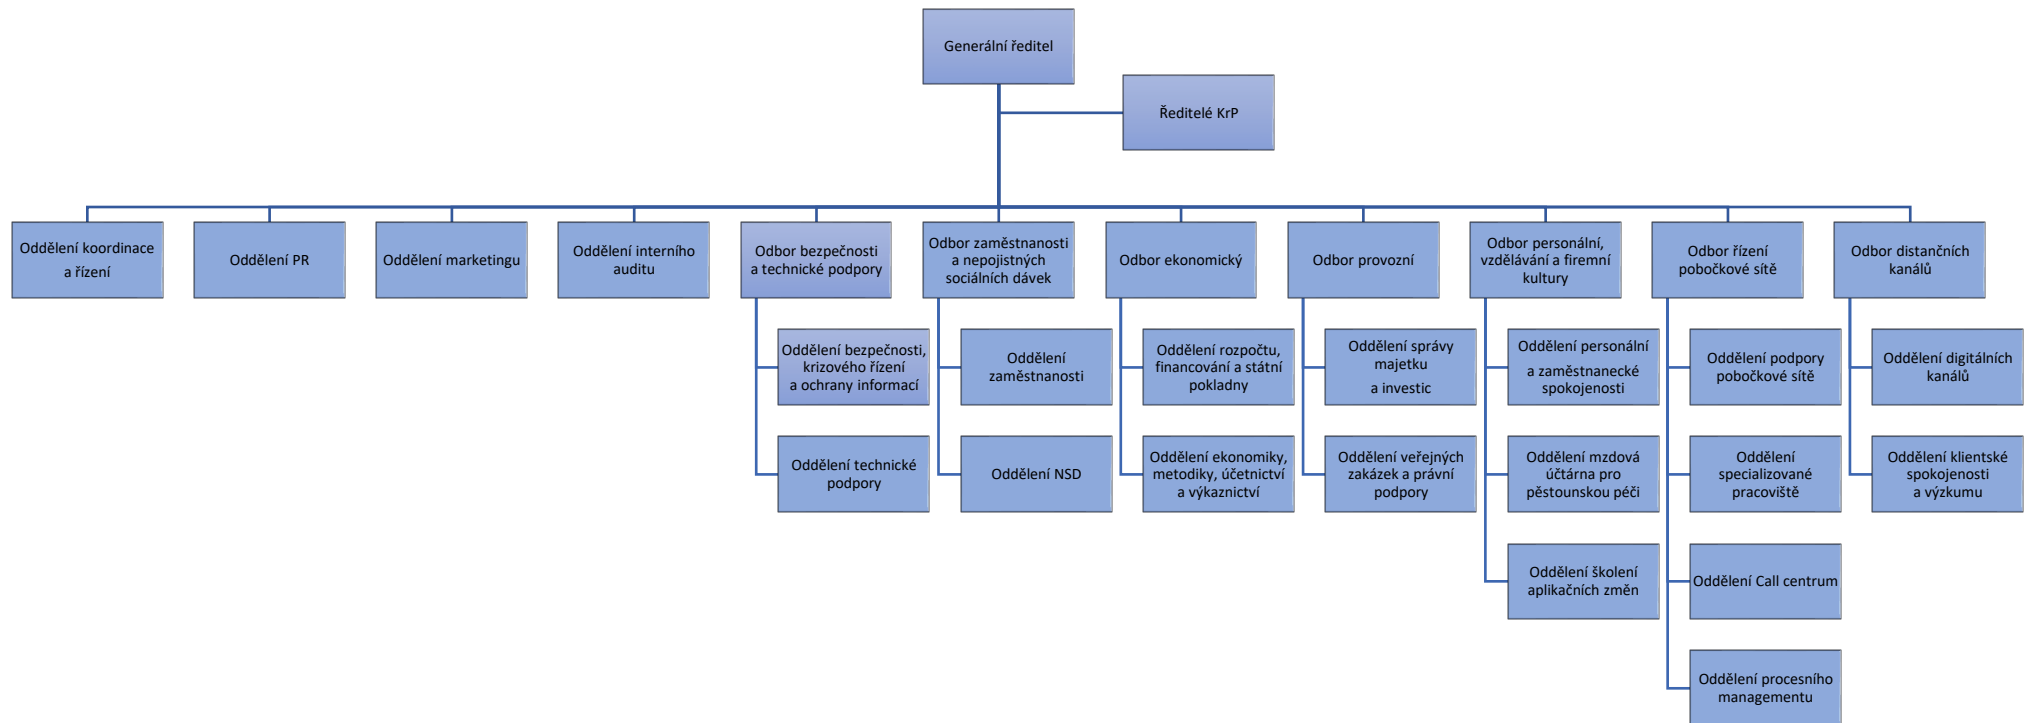 Generální ředitel
Ředitelé KrP
Oddělení koordinace
a řízení
Oddělení PR
Oddělení marketingu
Oddělení interního
auditu
Odbor bezpečnosti
a technické podpory
Odbor zaměstnanosti
a nepojistných
sociálních dávek
Odbor ekonomický
Odbor provozní
Odbor personální,
vzdělávání a firemní
kultury
Odbor řízení
pobočkové sítě
Odbor distančních
kanálů
Oddělení bezpečnosti,
krizového řízení
a ochrany informací
Oddělení
zaměstnanosti
Oddělení rozpočtu,
financování a státní
pokladny
Oddělení správy
majetku
a investic
Oddělení personální
a zaměstnanecké
spokojenosti
Oddělení podpory
pobočkové sítě
Oddělení digitálních
kanálů
Oddělení technické
podpory
Oddělení NSD
Oddělení ekonomiky,
metodiky, účetnictví
a výkaznictví
Oddělení veřejných
zakázek a právní
podpory
Oddělení mzdová
účtárna pro
pěstounskou péči
Oddělení
specializované
pracoviště
Oddělení klientské
spokojenosti
a výzkumu
Oddělení školení
aplikačních změn
Oddělení Call centrum
Oddělení procesního
managementu